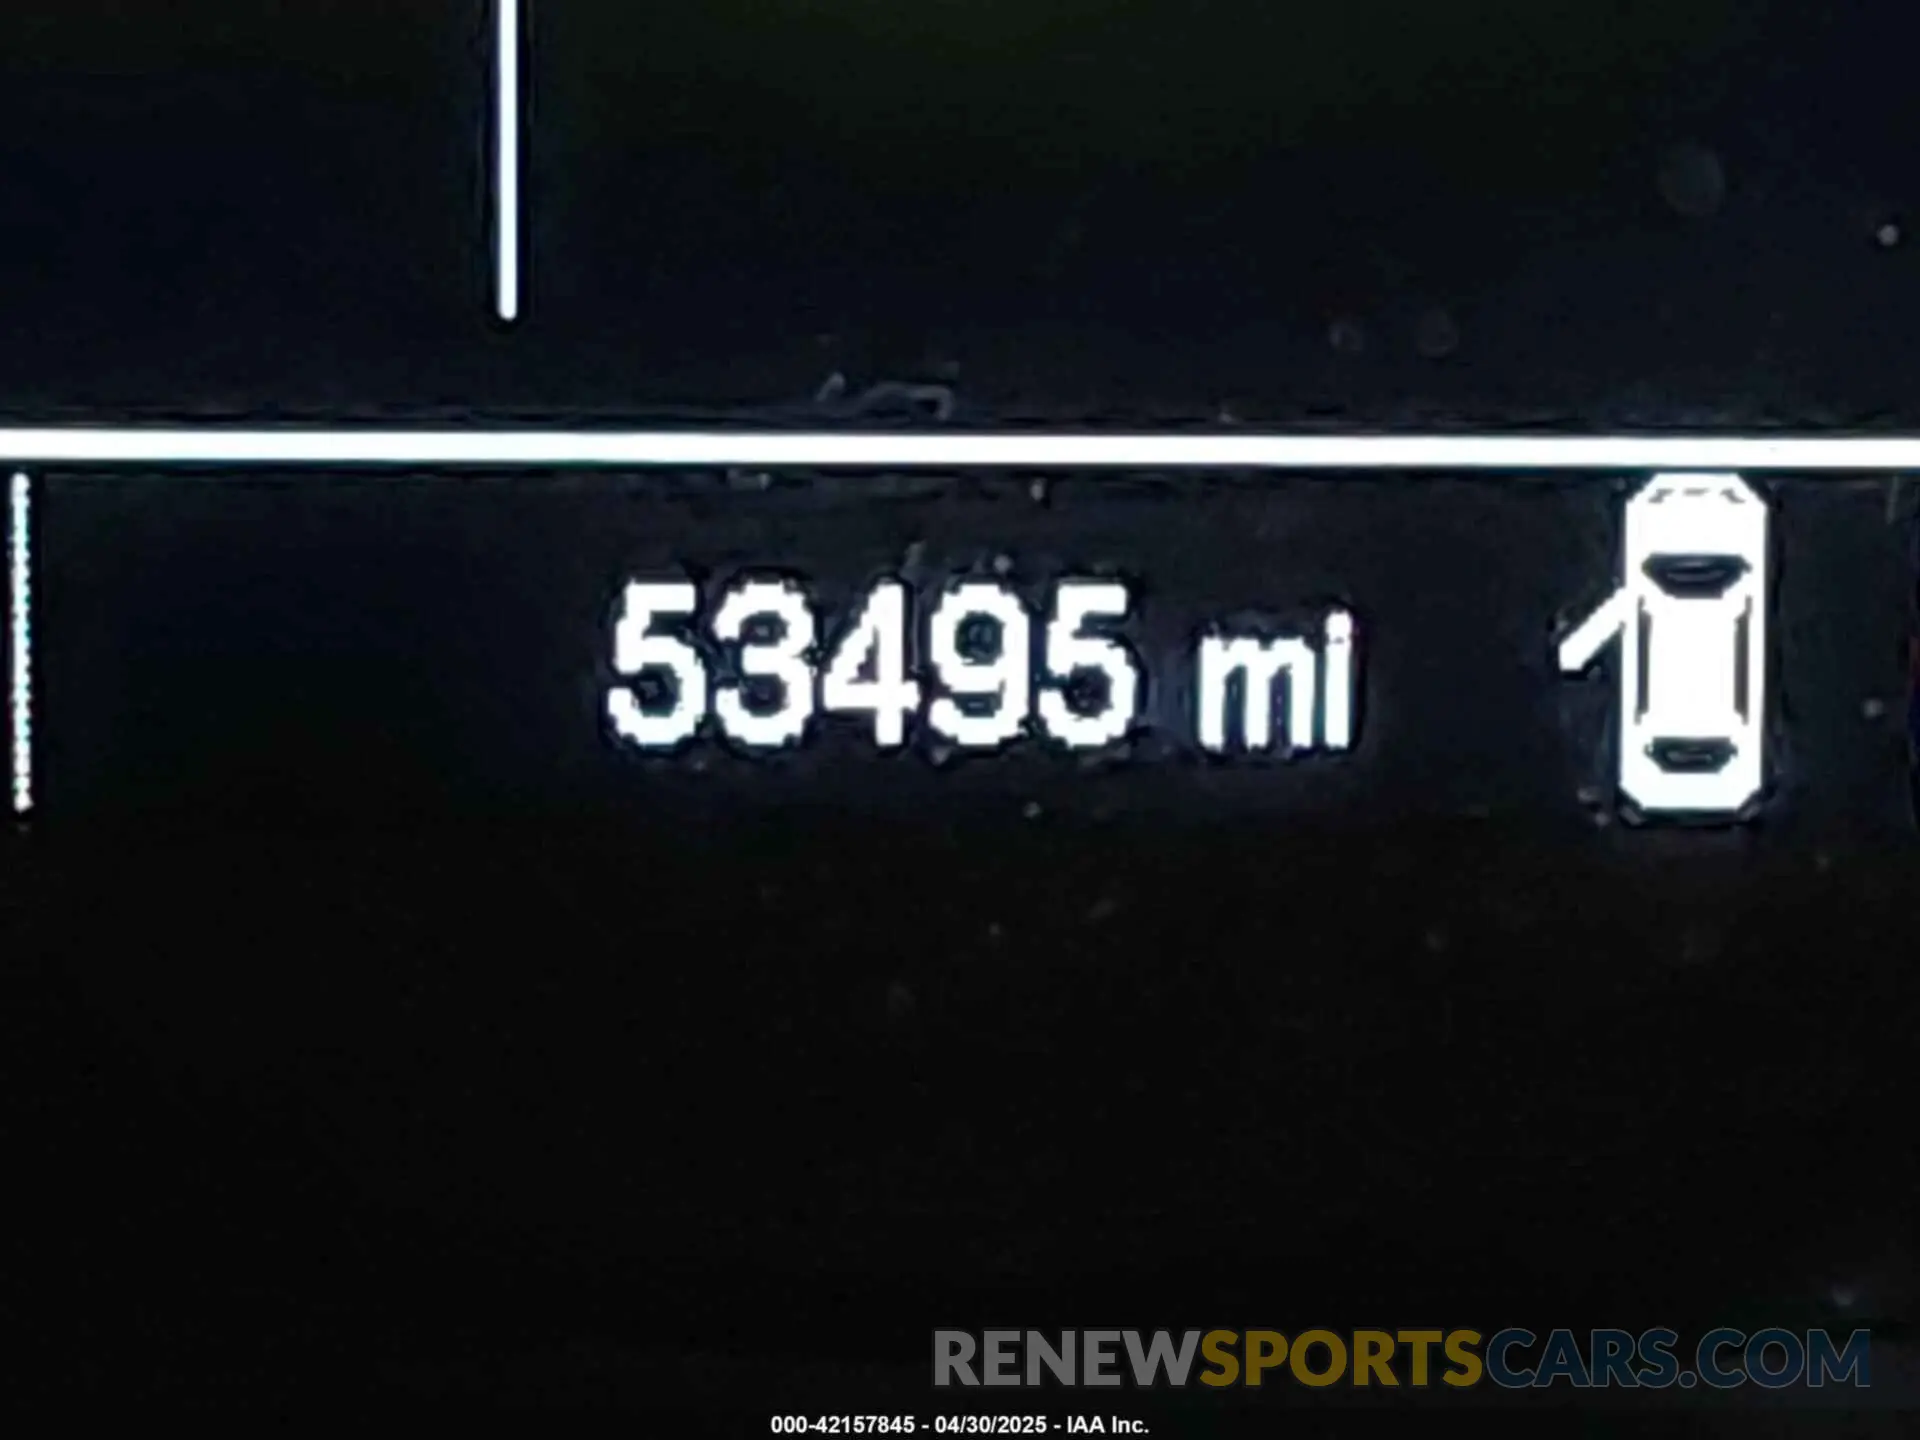 53495 mi
RENEWSPORTSCARS.COM
000-42157845 - 04/30/2025 - IAA Inc.